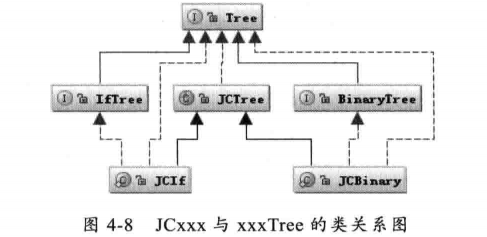 I Tree
I IfTree
C JCTree
I BinaryTree
C JCIf
C JCBinary
图 4-8 JCxxx 与 xxxTree 的类关系图